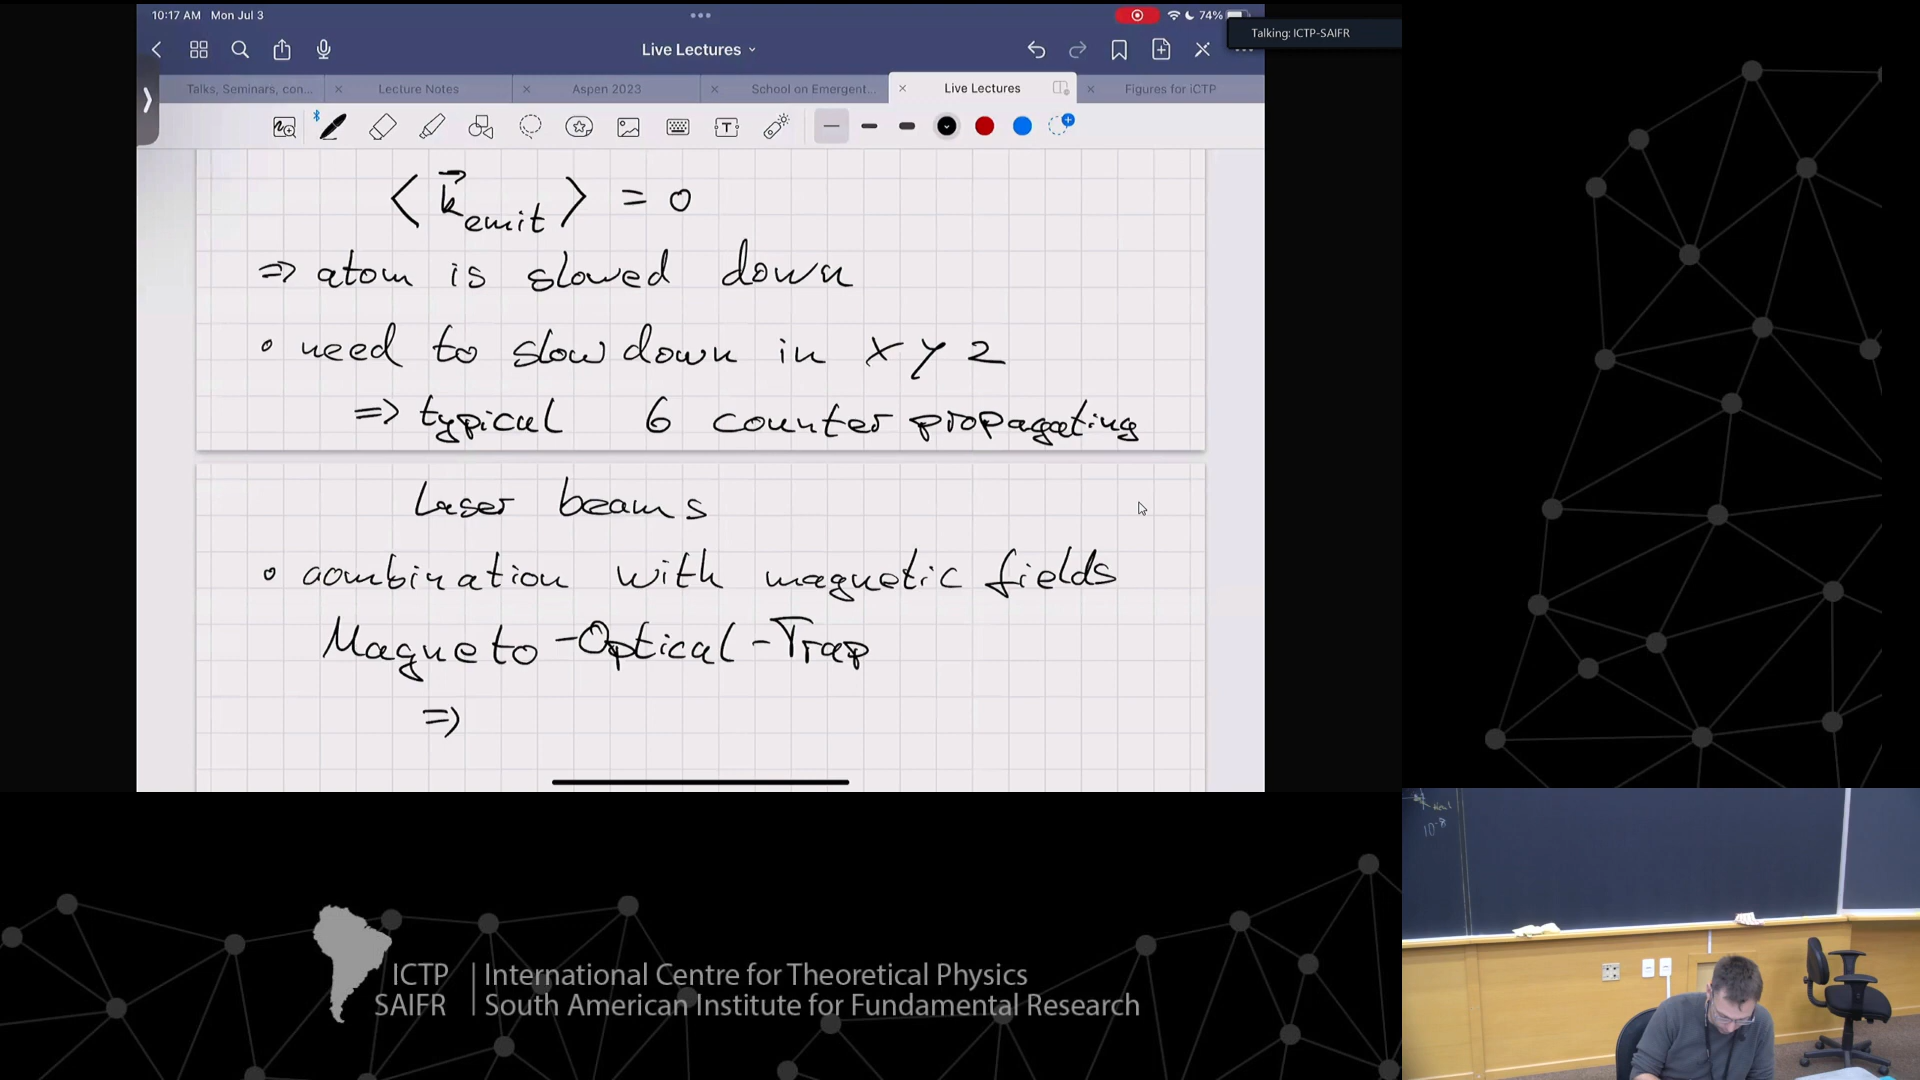 10:17 AM Mon Jul 3
74%
Talking: ICTP-SAIFR
Live Lectures
Talks, Seminars, con...
Lecture Notes
Aspen 2023
School on Emergent...
Live Lectures
Figures for iCTP
⟨ k⃗emit ⟩ = 0
⇒ atom is slowed down
• need to slow down in x y z
⇒ typical 6 counter propagating
Laser beams
• combination with magnetic fields
Magneto-Optical-Trap
⇒
10⁻⁸
ICTP | International Centre for Theoretical Physics
SAIFR | South American Institute for Fundamental Research